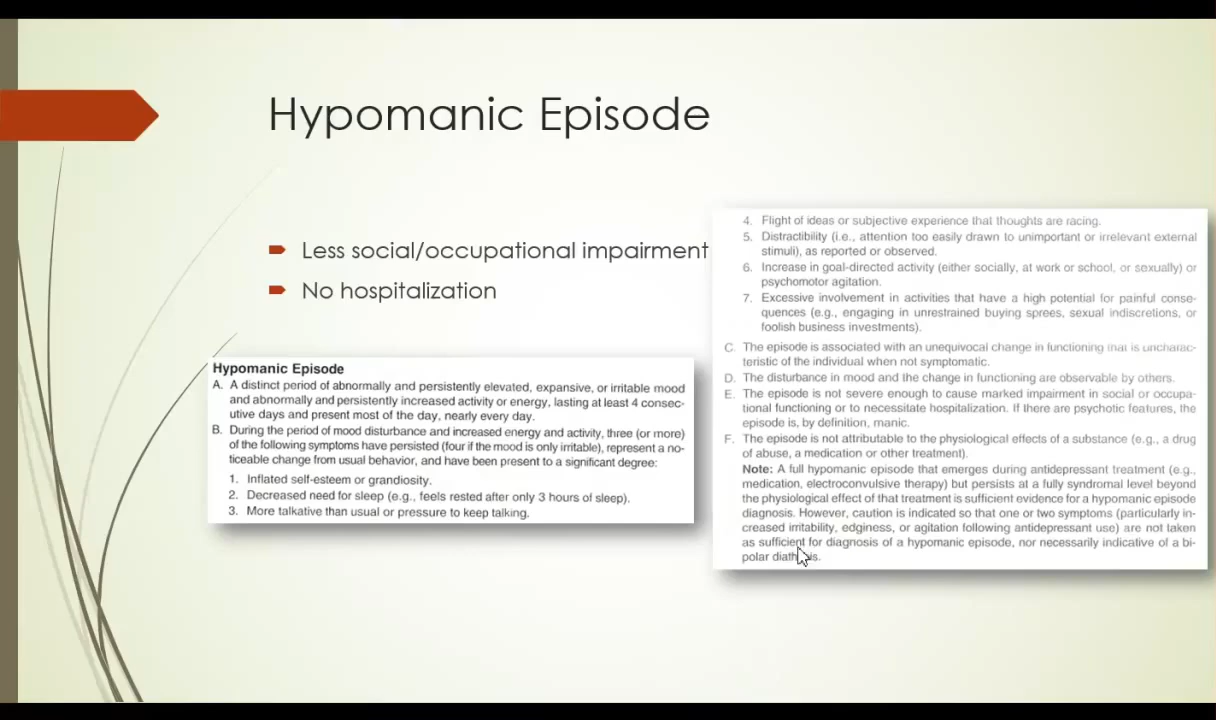 Hypomanic Episode
Less social/occupational impairment
No hospitalization
Hypomanic Episode
A. A distinct period of abnormally and persistently elevated, expansive, or irritable mood
and abnormally and persistently increased activity or energy, lasting at least 4 consec-
utive days and present most of the day, nearly every day.
B. During the period of mood disturbance and increased energy and activity, three (or more)
of the following symptoms have persisted (four if the mood is only irritable), represent a no-
ticeable change from usual behavior, and have been present to a significant degree:
1. Inflated self-esteem or grandiosity.
2. Decreased need for sleep (e.g., feels rested after only 3 hours of sleep).
3. More talkative than usual or pressure to keep talking.
4. Flight of ideas or subjective experience that thoughts are racing.
5. Distractibility (i.e., attention too easily drawn to unimportant or irrelevant external
stimuli), as reported or observed.
6. Increase in goal-directed activity (either socially, at work or school, or sexually) or
psychomotor agitation.
7. Excessive involvement in activities that have a high potential for painful conse-
quences (e.g., engaging in unrestrained buying sprees, sexual indiscretions, or
foolish business investments).
C. The episode is associated with an unequivocal change in functioning that is uncharac-
teristic of the individual when not symptomatic.
D. The disturbance in mood and the change in functioning are observable by others.
E. The episode is not severe enough to cause marked impairment in social or occupa-
tional functioning or to necessitate hospitalization. If there are psychotic features, the
episode is, by definition, manic.
F. The episode is not attributable to the physiological effects of a substance (e.g., a drug
of abuse, a medication or other treatment).
Note: A full hypomanic episode that emerges during antidepressant treatment (e.g.,
medication, electroconvulsive therapy) but persists at a fully syndromal level beyond
the physiological effect of that treatment is sufficient evidence for a hypomanic episode
diagnosis. However, caution is indicated so that one or two symptoms (particularly in-
creased irritability, edginess, or agitation following antidepressant use) are not taken
as sufficient for diagnosis of a hypomanic episode, nor necessarily indicative of a bi-
polar